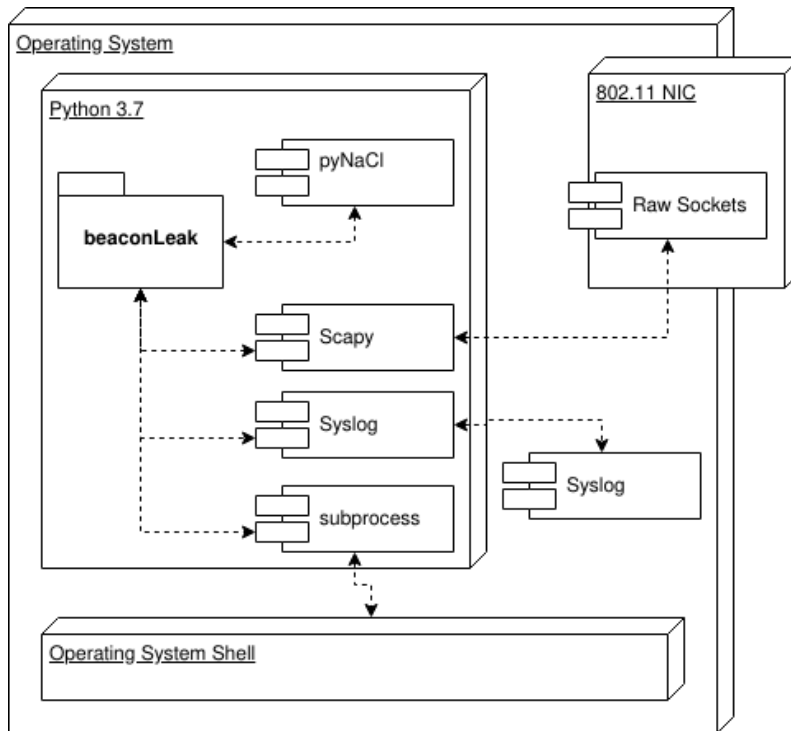 Operating System
Python 3.7
802.11 NIC
pyNaCl
Raw Sockets
beaconLeak
Scapy
Syslog
Syslog
subprocess
Operating System Shell